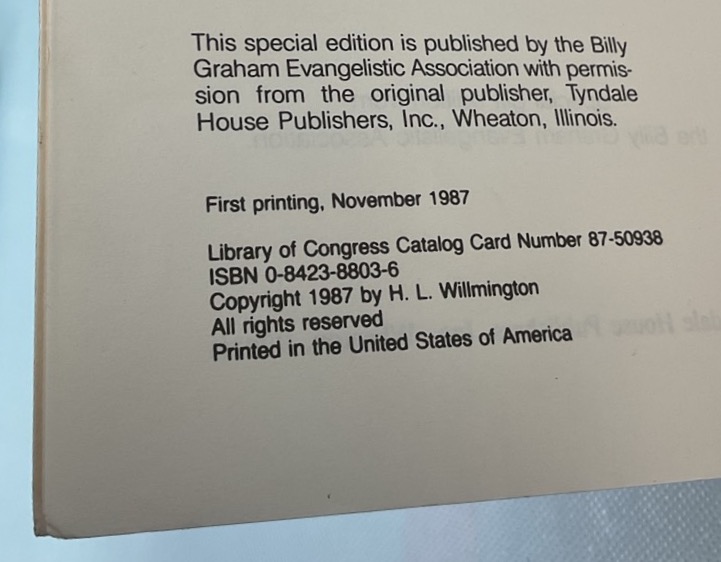 This special edition is published by the Billy
Graham Evangelistic Association with permis-
sion from the original publisher, Tyndale
House Publishers, Inc., Wheaton, Illinois.
First printing, November 1987
Library of Congress Catalog Card Number 87-50938
ISBN 0-8423-8803-6
Copyright 1987 by H. L. Willmington
All rights reserved
Printed in the United States of America